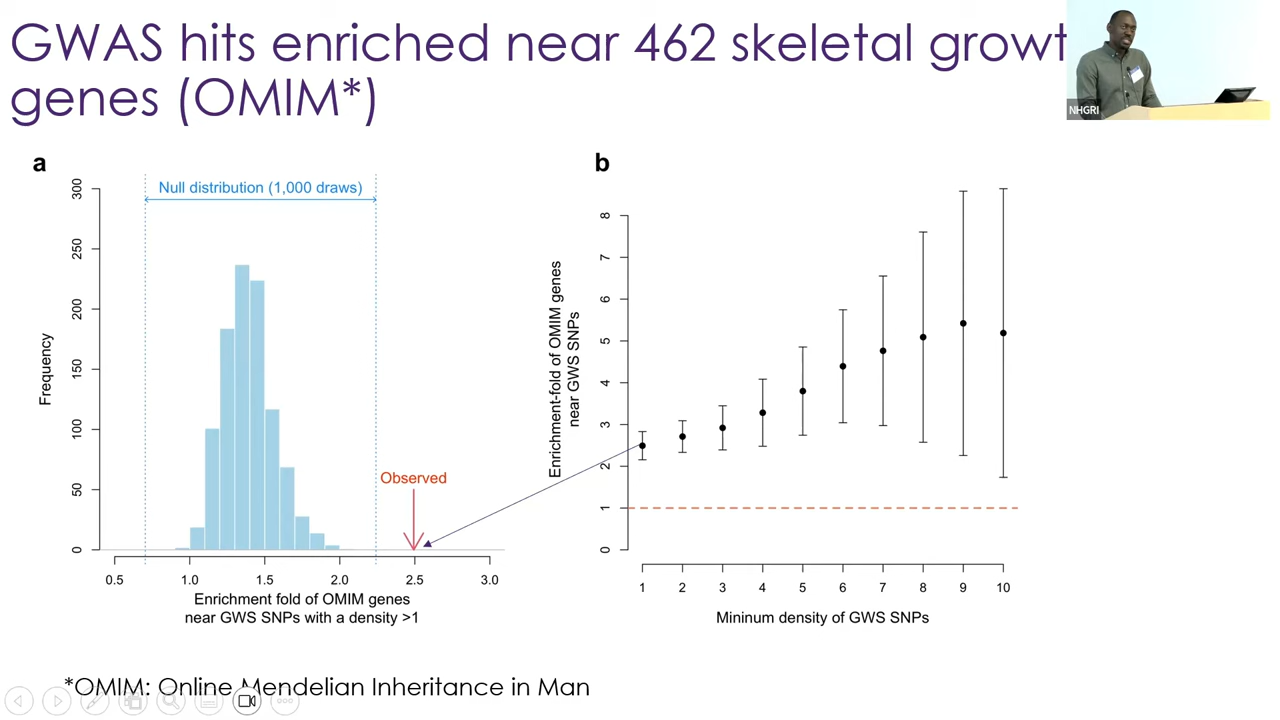 GWAS hits enriched near 462 skeletal growt
genes (OMIM*)
NHGRI
a
Null distribution (1,000 draws)
Frequency
300
250
200
150
100
50
0
Observed
0.5 1.0 1.5 2.0 2.5 3.0
Enrichment fold of OMIM genes
near GWS SNPs with a density >1
b
Enrichment-fold of OMIM genes
near GWS SNPs
8
7
6
5
4
3
2
1
0
1 2 3 4 5 6 7 8 9 10
Mininum density of GWS SNPs
*OMIM: Online Mendelian Inheritance in Man